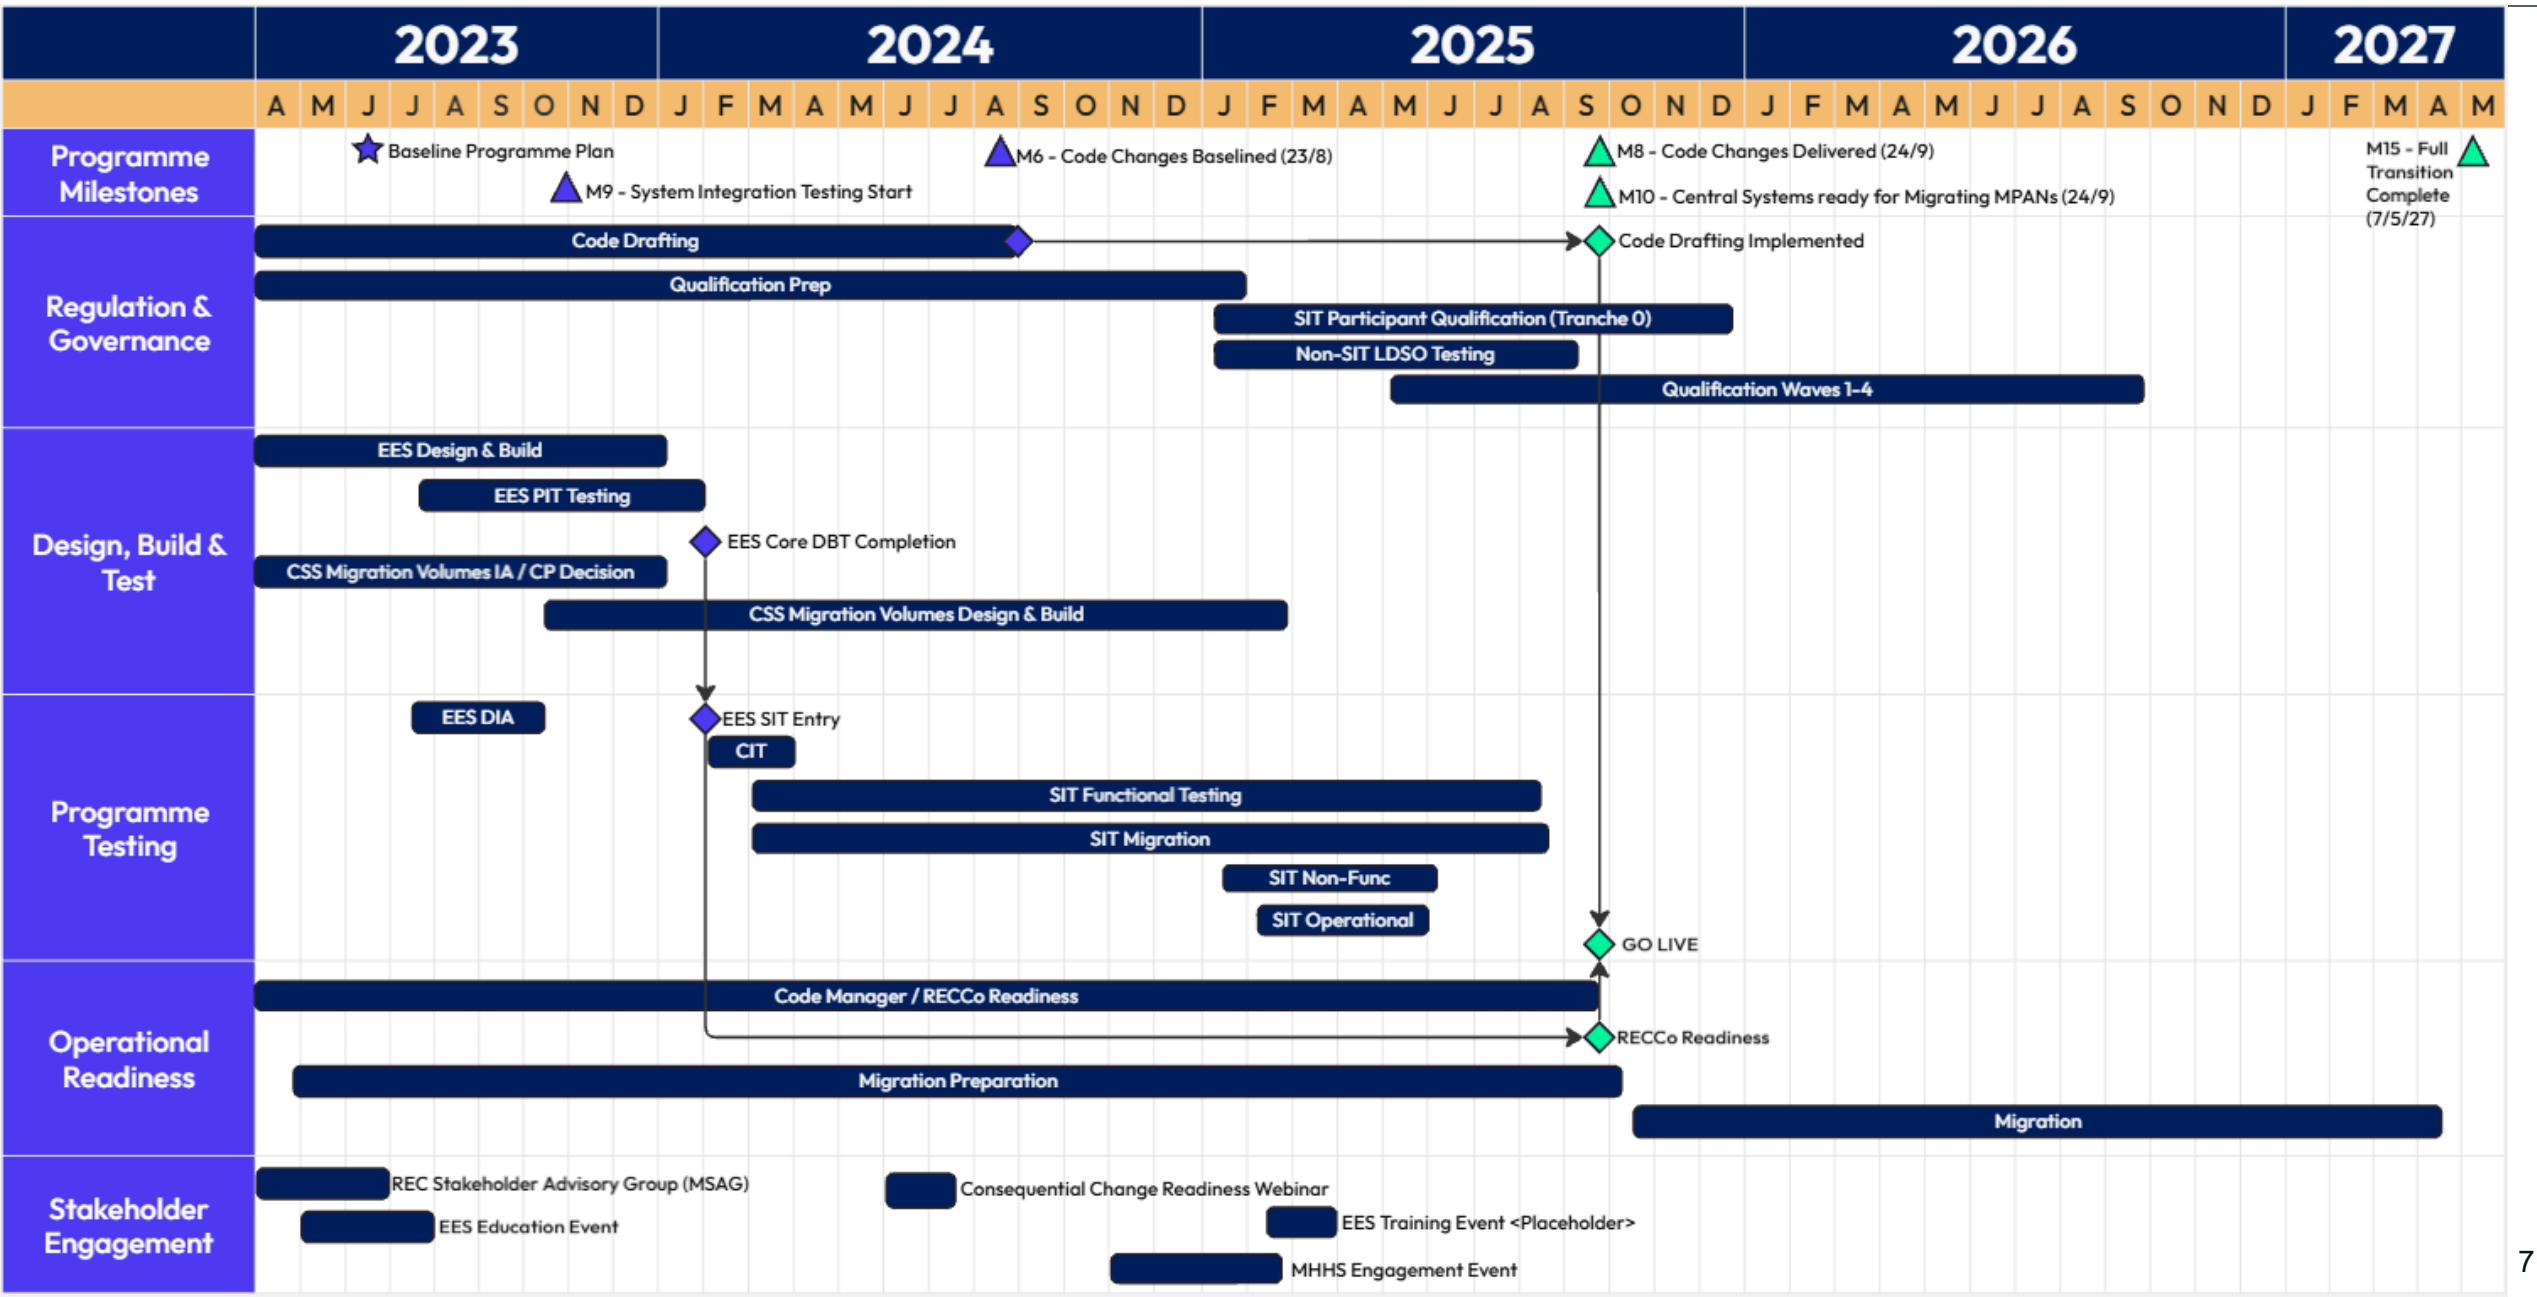 2023 2024 2025 2026 2027
A M J J A S O N D J F M A M J J A S O N D J F M A M J J A S O N D J F M A M J J A S O N D J F M A M
Programme
Milestones
Baseline Programme Plan
M9 - System Integration Testing Start
M6 - Code Changes Baselined (23/8)
M8 - Code Changes Delivered (24/9)
M10 - Central Systems ready for Migrating MPANs (24/9)
M15 - Full
Transition
Complete
(7/5/27)
Regulation &
Governance
Code Drafting
Code Drafting Implemented
Qualification Prep
SIT Participant Qualification (Tranche 0)
Non-SIT LDSO Testing
Qualification Waves 1-4
Design, Build &
Test
EES Design & Build
EES PIT Testing
EES Core DBT Completion
CSS Migration Volumes IA / CP Decision
CSS Migration Volumes Design & Build
Programme
Testing
EES DIA
EES SIT Entry
CIT
SIT Functional Testing
SIT Migration
SIT Non-Func
SIT Operational
GO LIVE
Operational
Readiness
Code Manager / RECCo Readiness
RECCo Readiness
Migration Preparation
Migration
Stakeholder
Engagement
REC Stakeholder Advisory Group (MSAG)
Consequential Change Readiness Webinar
EES Education Event
EES Training Event <Placeholder>
MHHS Engagement Event
7